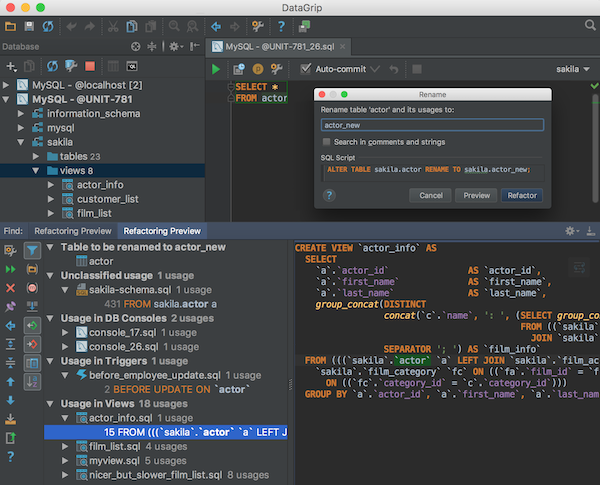 DataGrip
Database
MySQL - @UNIT-781_26.sql
MySQL - @localhost [2]
MySQL - @UNIT-781
information_schema
mysql
sakila
tables 23
views 8
actor_info
customer_list
film_list
Auto-commit
sakila
SELECT *
FROM actor
Rename
Rename table 'actor' and its usages to:
actor_new
Search in comments and strings
SQL Script
ALTER TABLE sakila.actor RENAME TO sakila.actor_new;
?
Cancel
Preview
Refactor
Find:
Refactoring Preview
Refactoring Preview
Table to be renamed to actor_new
actor
Unclassified usage 1 usage
sakila-schema.sql 1 usage
431 FROM sakila.actor a
Usage in DB Consoles 2 usages
console_17.sql 1 usage
console_26.sql 1 usage
Usage in Triggers 1 usage
before_employee_update.sql 1 usage
2 BEFORE UPDATE ON `actor`
Usage in Views 18 usages
actor_info.sql 1 usage
15 FROM (((`sakila`.`actor` `a` LEFT J
film_list.sql 4 usages
myview.sql 5 usages
nicer_but_slower_film_list.sql 8 usages
?
CREATE VIEW `actor_info` AS
SELECT
`a`.`actor_id` AS `actor_id`,
`a`.`first_name` AS `first_name`,
`a`.`last_name` AS `last_name`,
group_concat(DISTINCT
concat(`c`.`name`, ': ', (SELECT group_con
FROM ((`sakila`
JOIN `sakila`
SEPARATOR '; ') AS `film_info`
FROM (((`sakila`.`actor` `a` LEFT JOIN `sakila`.`film_ac
`sakila`.`film_category` `fc` ON ((`fa`.`film_id` = `f
ON ((`fc`.`category_id` = `c`.`category_id`)))
GROUP BY `a`.`actor_id`, `a`.`first_name`, `a`.`last_nam